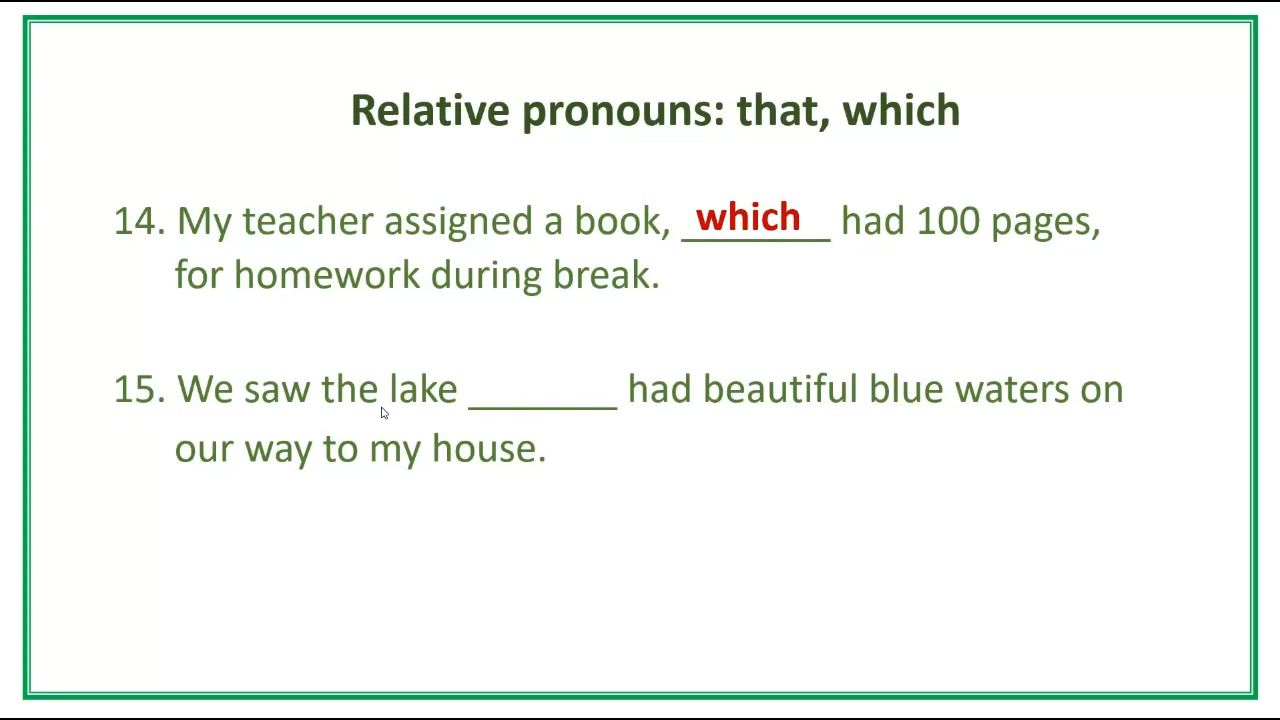 Relative pronouns: that, which
14. My teacher assigned a book, which had 100 pages,
for homework during break.
15. We saw the lake ________ had beautiful blue waters on
our way to my house.